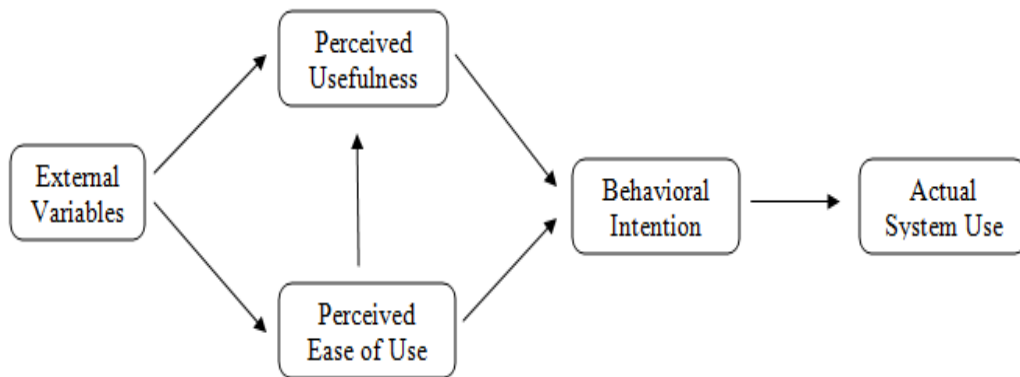 Perceived
Usefulness
External
Variables
Behavioral
Intention
Actual
System Use
Perceived
Ease of Use